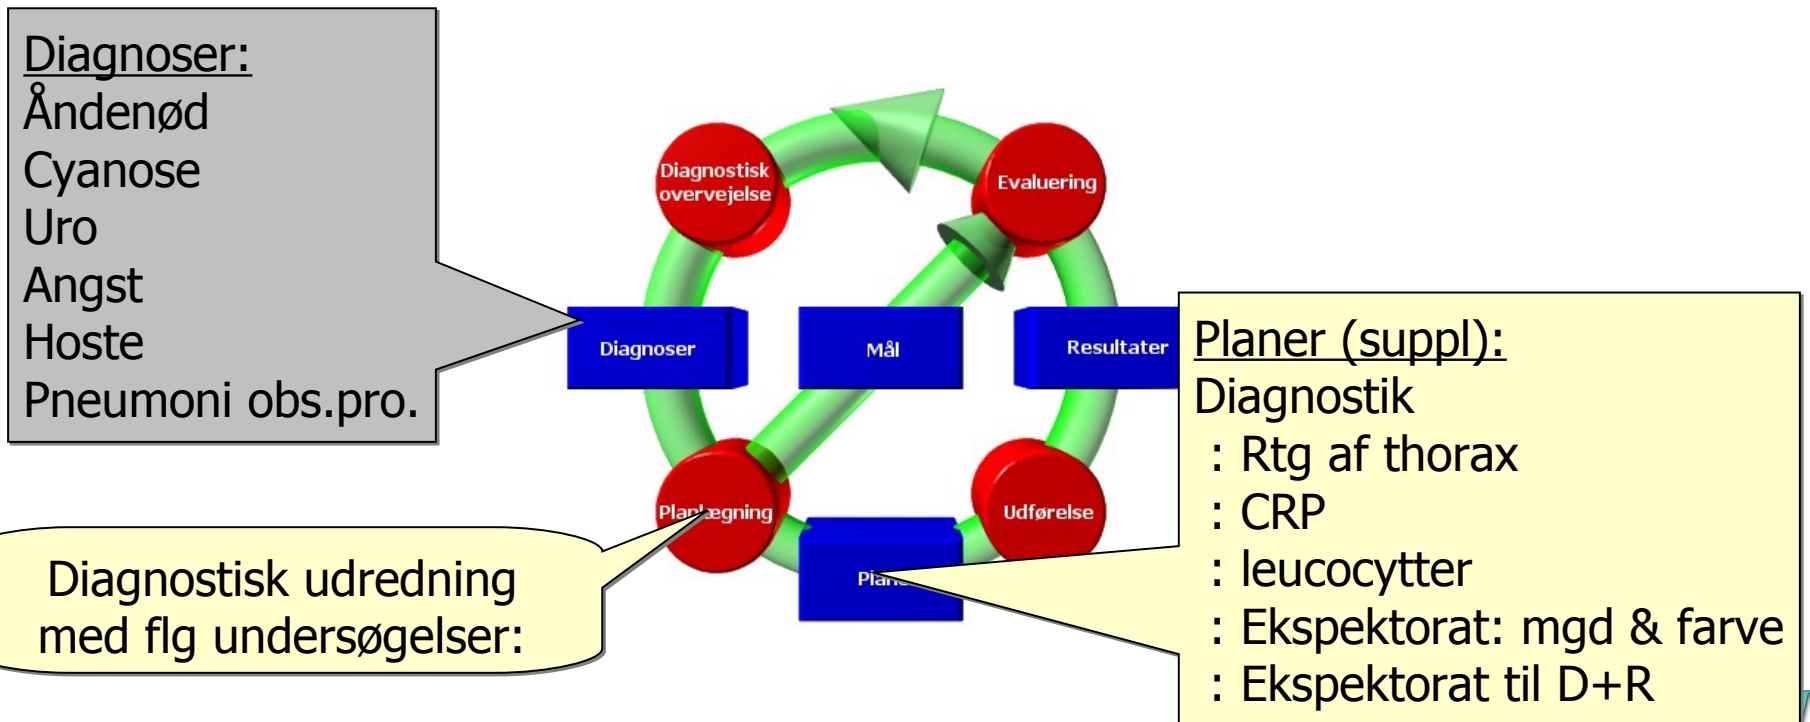 Diagnoser:
Åndenød
Cyanose
Uro
Angst
Hoste
Pneumoni obs.pro.
Diagnostisk
overvejelse
Evaluering
Diagnoser
Mål
Resultater
Planlægning
Udførelse
Diagnostisk udredning
med flg undersøgelser:
Planer (suppl):
Diagnostik
: Rtg af thorax
: CRP
: leucocytter
: Ekspektorat: mgd & farve
: Ekspektorat til D+R